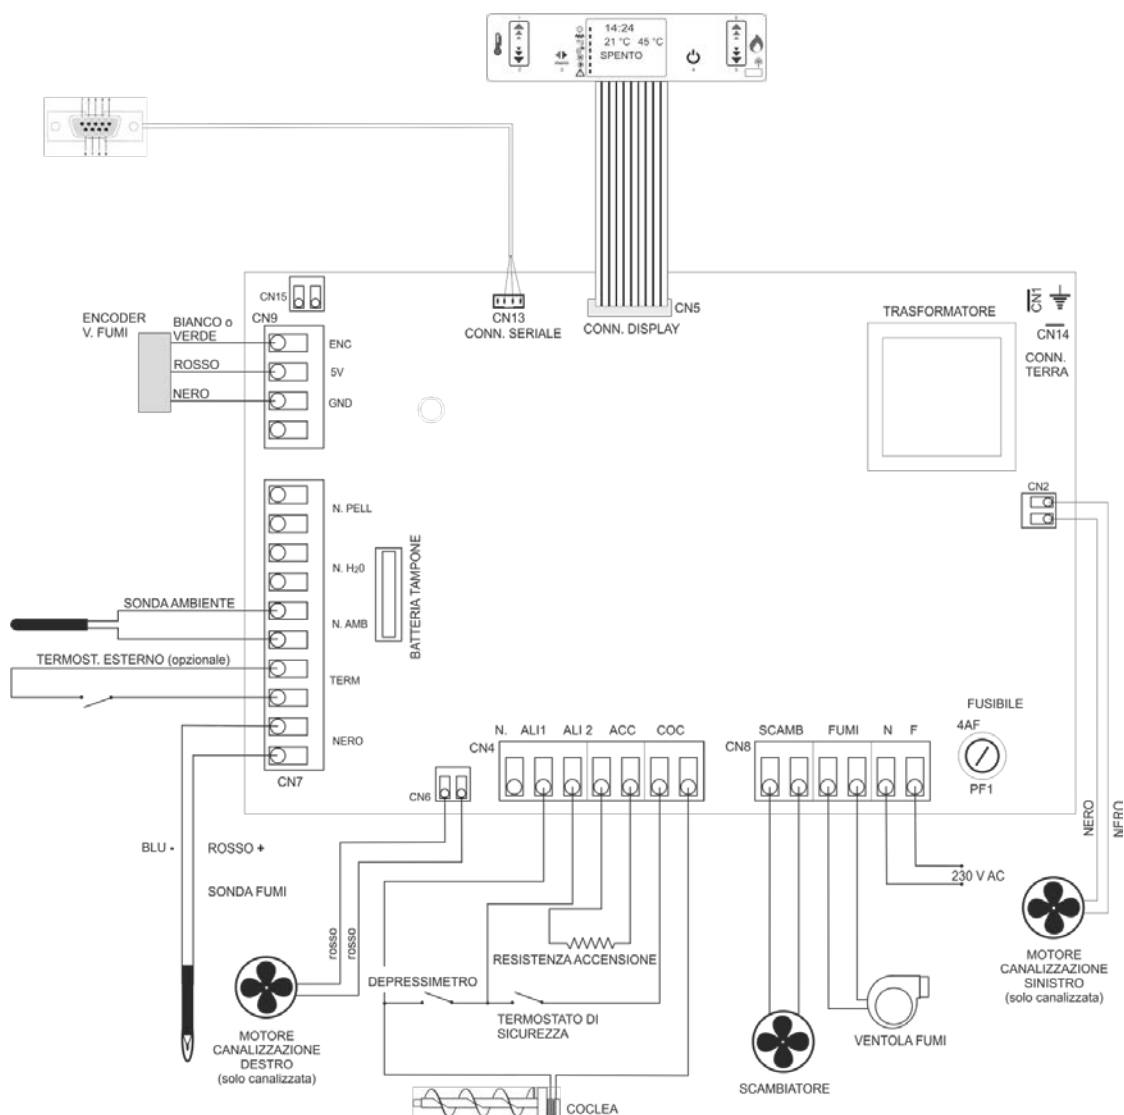 14:24
21 °C 45 °C
SPENTO
CN15
CN9
ENCODER
V. FUMI
BIANCO o
VERDE
ROSSO
NERO
ENC
5V
GND
CN13
CONN. SERIALE
CN5
CONN. DISPLAY
TRASFORMATORE
CN1
CN14
CONN.
TERRA
CN2
N. PELL
N. H20
N. AMB
TERM
NERO
CN7
BATTERIA TAMPONE
SONDA AMBIENTE
TERMOST. ESTERNO (opzionale)
FUSIBILE
4AF
PF1
N. ALI1 ALI 2 ACC COC
CN4
SCAMB FUMI N F
CN8
CN6
BLU -
ROSSO +
SONDA FUMI
rosso
rosso
NERO
NERO
230 V AC
RESISTENZA ACCENSIONE
DEPRESSIMETRO
TERMOSTATO DI
SICUREZZA
MOTORE
CANALIZZAZIONE
DESTRO
(solo canalizzata)
MOTORE
CANALIZZAZIONE
SINISTRO
(solo canalizzata)
VENTOLA FUMI
SCAMBIATORE
COCLEA